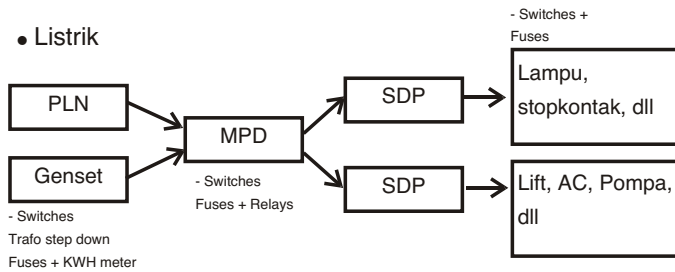 • Listrik
PLN
Genset
- Switches
Trafo step down
Fuses + KWH meter
MPD
- Switches
Fuses + Relays
SDP
SDP
- Switches +
Fuses
Lampu,
stopkontak, dll
Lift, AC, Pompa,
dll